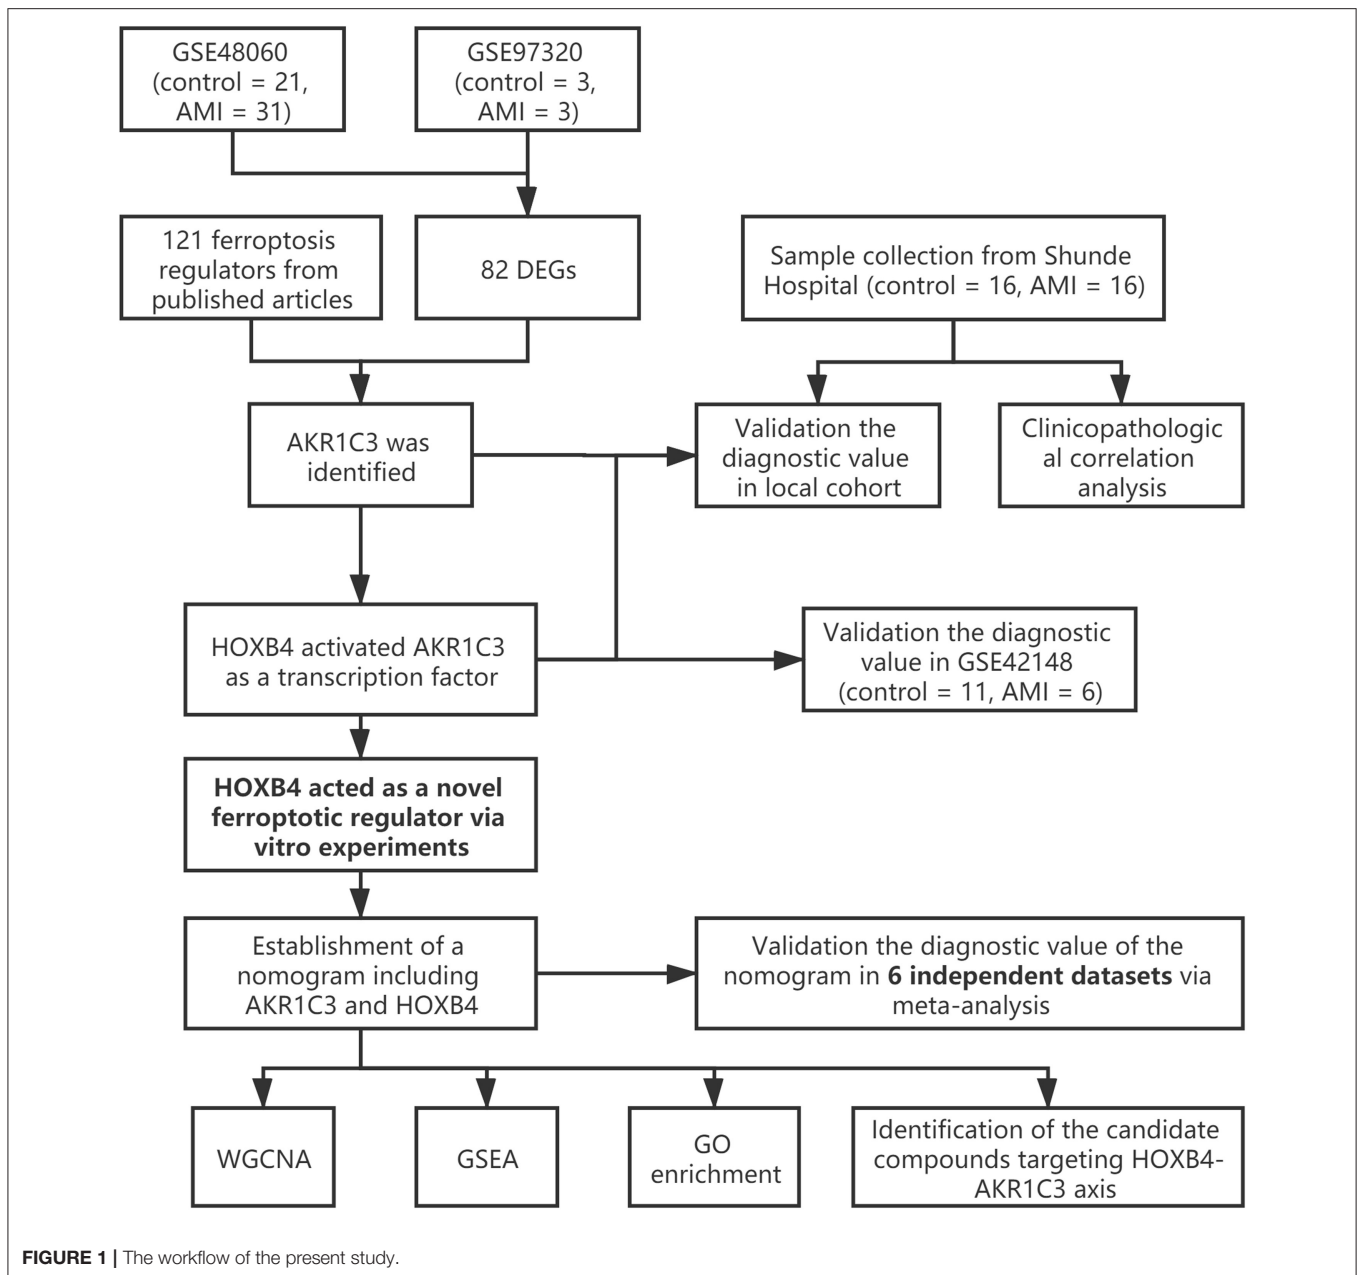 GSE48060
(control = 21,
AMI = 31)
GSE97320
(control = 3,
AMI = 3)
121 ferroptosis
regulators from
published articles
82 DEGs
Sample collection from Shunde
Hospital (control = 16, AMI = 16)
AKR1C3 was
identified
Validation the
diagnostic value
in local cohort
Clinicopathologic
al correlation
analysis
HOXB4 activated AKR1C3
as a transcription factor
Validation the diagnostic
value in GSE42148
(control = 11, AMI = 6)
HOXB4 acted as a novel
ferroptotic regulator via
vitro experiments
Establishment of a
nomogram including
AKR1C3 and HOXB4
Validation the diagnostic value of the
nomogram in 6 independent datasets via
meta-analysis
WGCNA
GSEA
GO
enrichment
Identification of the candidate
compounds targeting HOXB4-
AKR1C3 axis
FIGURE 1 | The workflow of the present study.